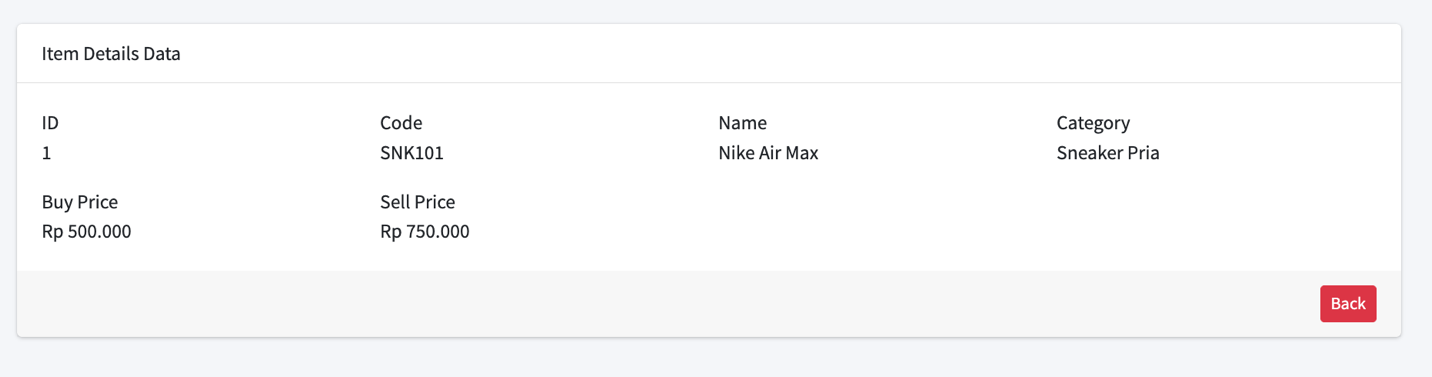 Item Details Data
ID Code Name Category
1 SNK101 Nike Air Max Sneaker Pria
Buy Price Sell Price
Rp 500.000 Rp 750.000
Back